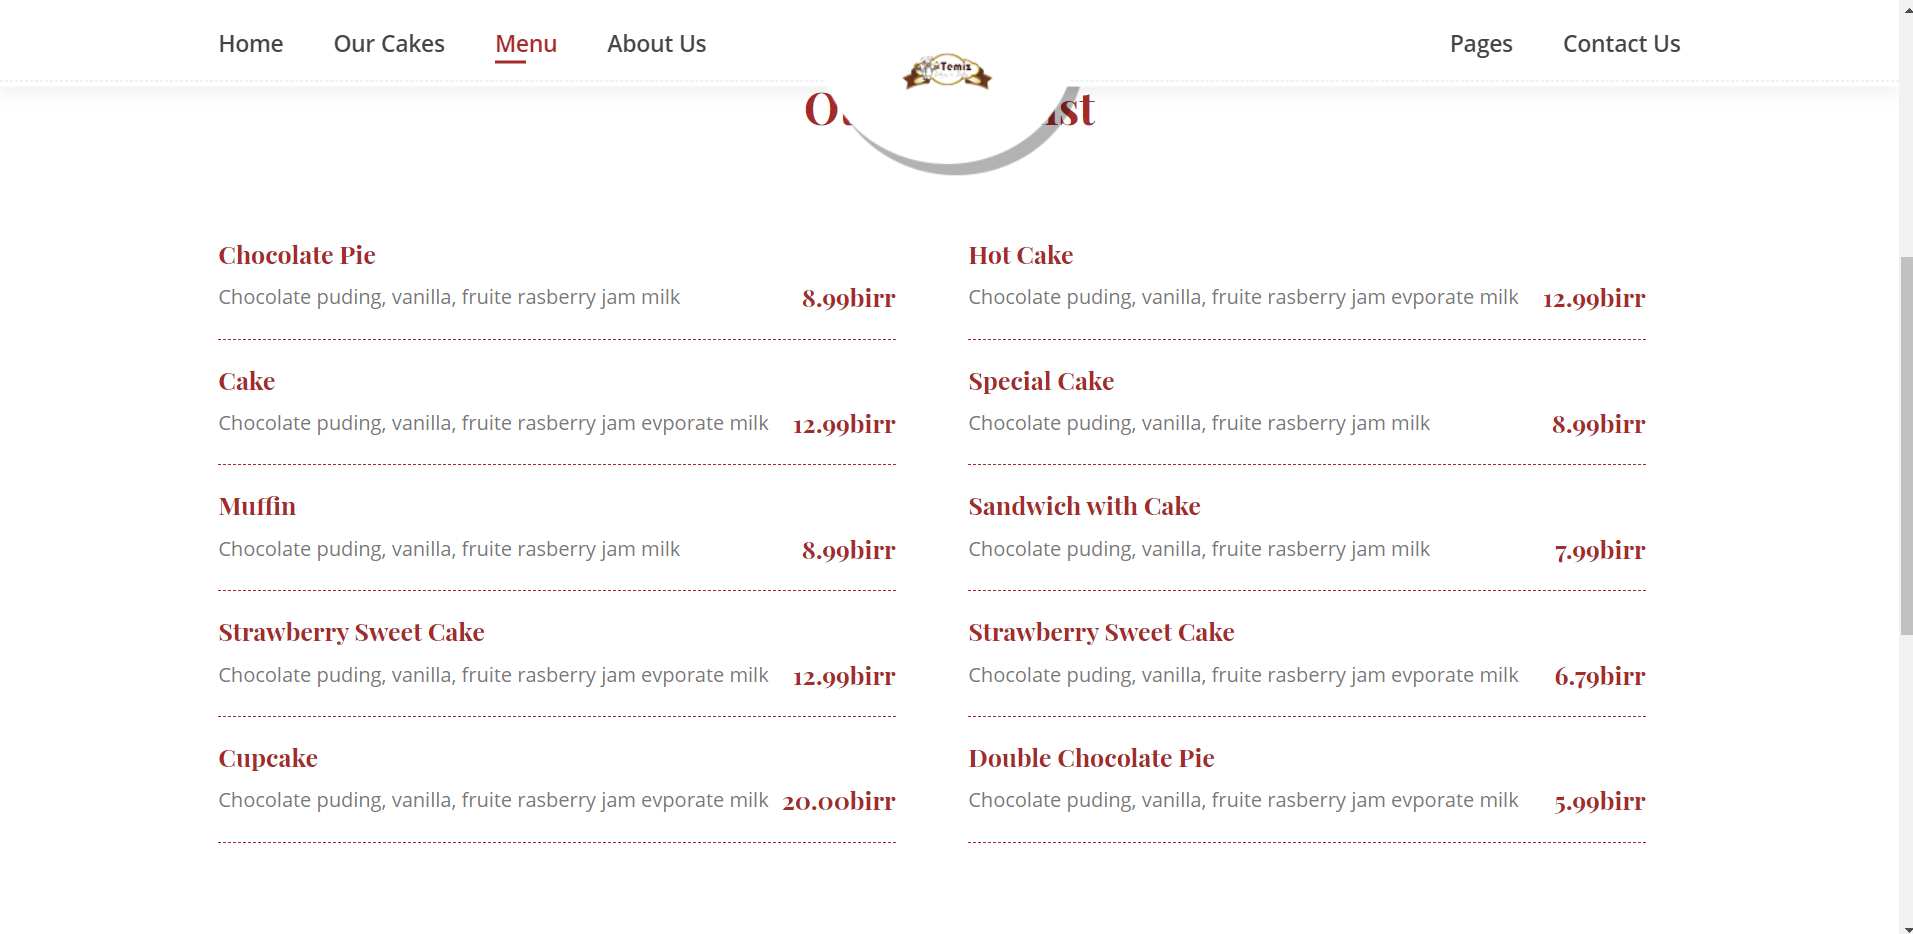 Home
Our Cakes
Menu
About Us
Temiz
Pages
Contact Us
Chocolate Pie
Chocolate puding, vanilla, fruite rasberry jam milk
8.99birr
Cake
Chocolate puding, vanilla, fruite rasberry jam evporate milk
12.99birr
Muffin
Chocolate puding, vanilla, fruite rasberry jam milk
8.99birr
Strawberry Sweet Cake
Chocolate puding, vanilla, fruite rasberry jam evporate milk
12.99birr
Cupcake
Chocolate puding, vanilla, fruite rasberry jam evporate milk
20.00birr
Hot Cake
Chocolate puding, vanilla, fruite rasberry jam evporate milk
12.99birr
Special Cake
Chocolate puding, vanilla, fruite rasberry jam milk
8.99birr
Sandwich with Cake
Chocolate puding, vanilla, fruite rasberry jam milk
7.99birr
Strawberry Sweet Cake
Chocolate puding, vanilla, fruite rasberry jam evporate milk
6.79birr
Double Chocolate Pie
Chocolate puding, vanilla, fruite rasberry jam evporate milk
5.99birr